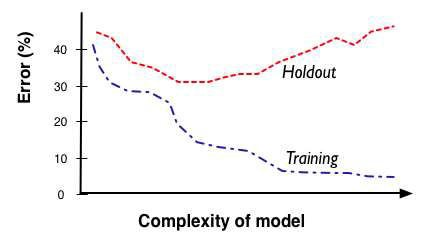 Error (%)
40
30
20
10
0
Holdout
Training
Complexity of model